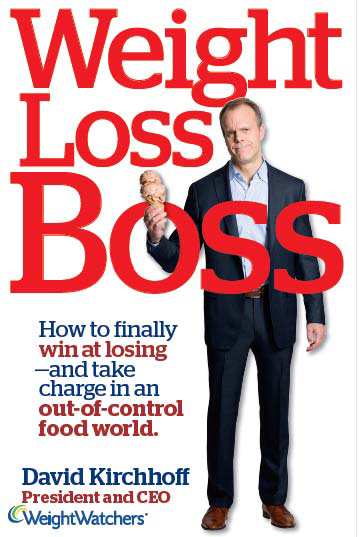 Weight
Loss
Boss
How to finally
win at losing
—and take
charge in an
out-of-control
food world.
David Kirchhoff
President and CEO
WeightWatchers®